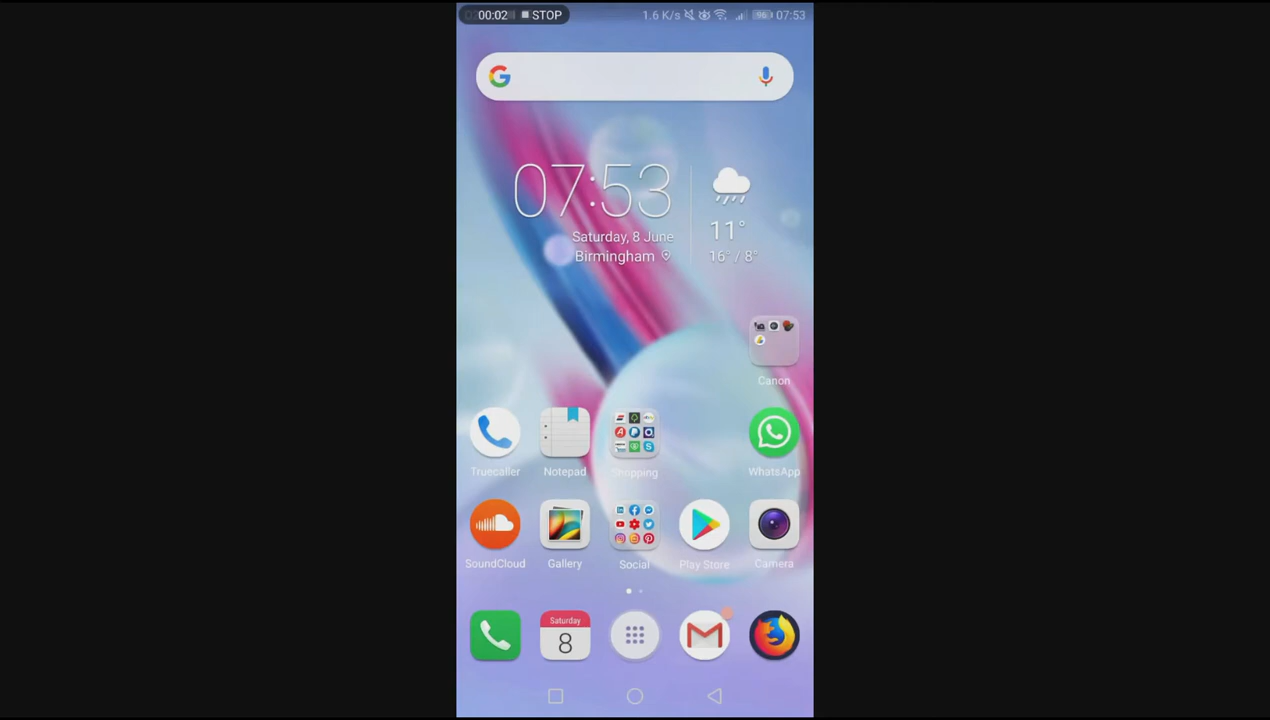 00:02 STOP 1.6 K/s 96 07:53
07:53
Saturday, 8 June
Birmingham
11°
16° / 8°
Canon
Truecaller Notepad Shopping WhatsApp
SoundCloud Gallery Social Play Store Camera
Saturday
8